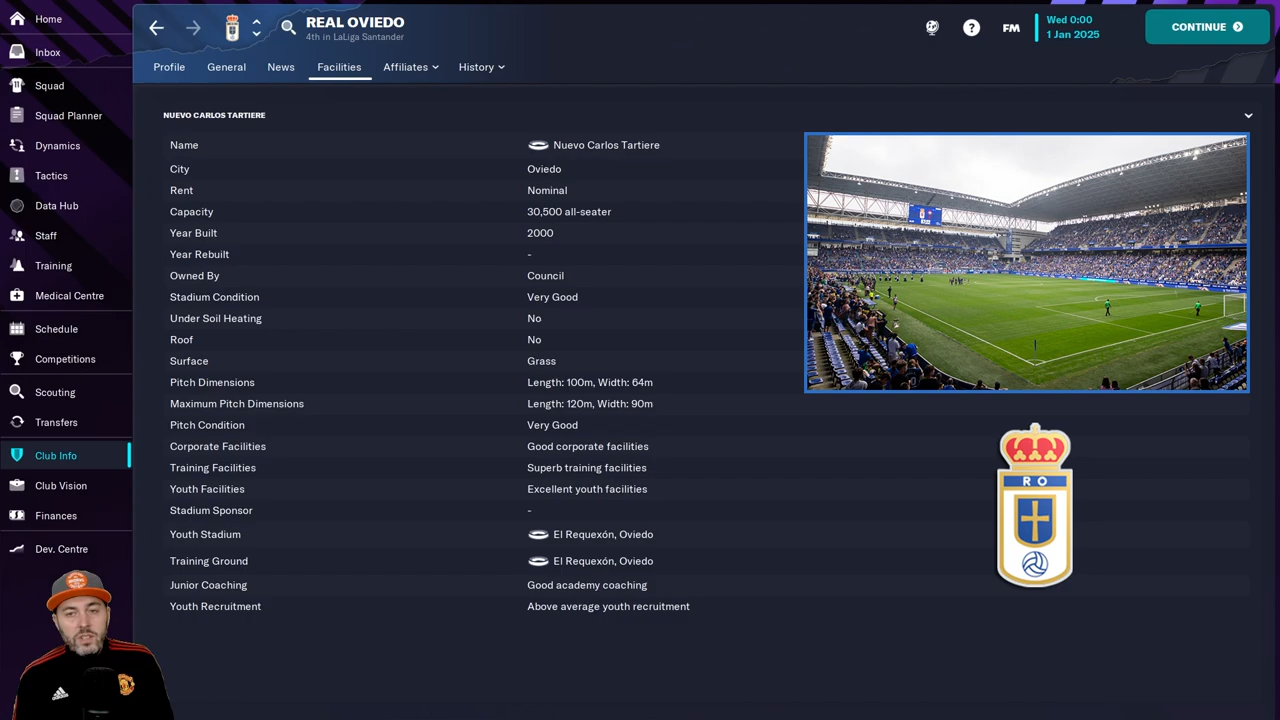 Home
Inbox
Squad
Squad Planner
Dynamics
Tactics
Data Hub
Staff
Training
Medical Centre
Schedule
Competitions
Scouting
Transfers
Club Info
Club Vision
Finances
Dev. Centre
REAL OVIEDO
4th in LaLiga Santander
? FM Wed 0:00
1 Jan 2025
CONTINUE
Profile General News Facilities Affiliates History
NUEVO CARLOS TARTIERE
Name Nuevo Carlos Tartiere
City Oviedo
Rent Nominal
Capacity 30,500 all-seater
Year Built 2000
Year Rebuilt -
Owned By Council
Stadium Condition Very Good
Under Soil Heating No
Roof No
Surface Grass
Pitch Dimensions Length: 100m, Width: 64m
Maximum Pitch Dimensions Length: 120m, Width: 90m
Pitch Condition Very Good
Corporate Facilities Good corporate facilities
Training Facilities Superb training facilities
Youth Facilities Excellent youth facilities
Stadium Sponsor -
Youth Stadium El Requexón, Oviedo
Training Ground El Requexón, Oviedo
Junior Coaching Good academy coaching
Youth Recruitment Above average youth recruitment
R O